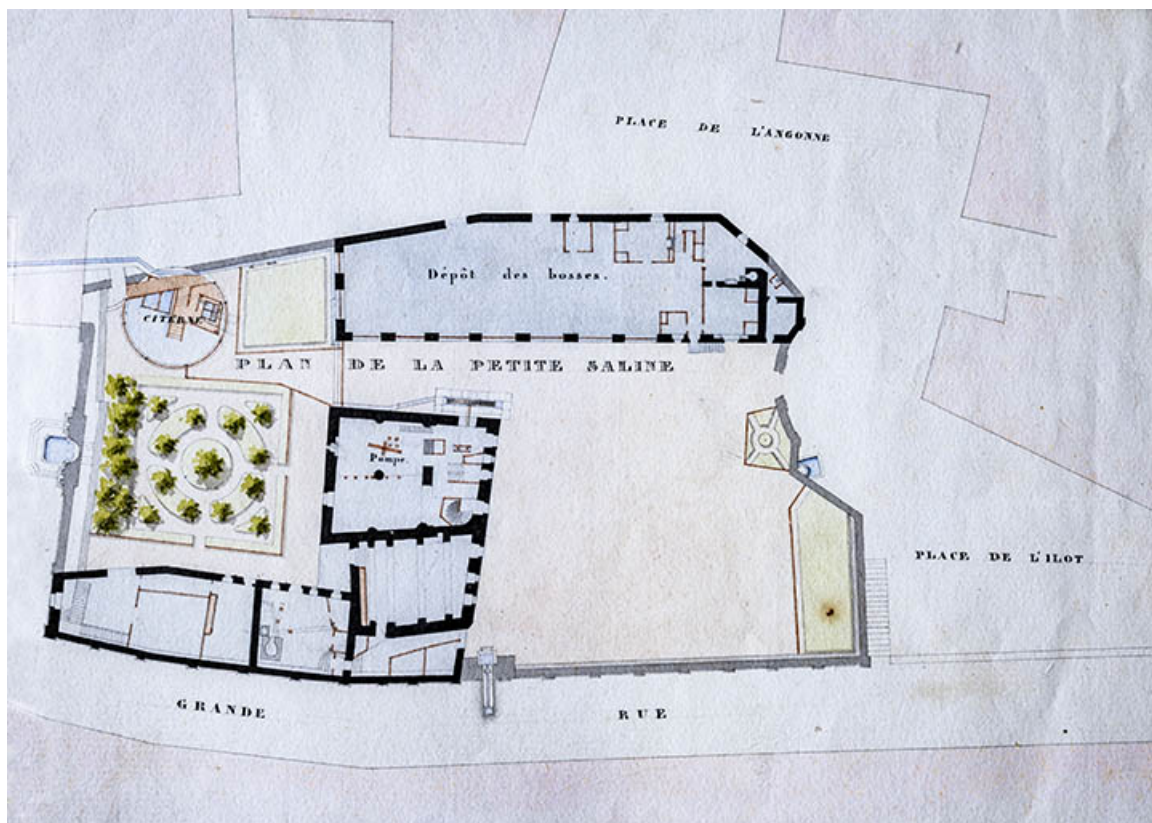 PLACE DE L'ANGONNE
Dépôt des bosses.
CITERNE
PLAN DE LA PETITE SALINE
Pompe.
PLACE DE L'ILOT
GRANDE RUE